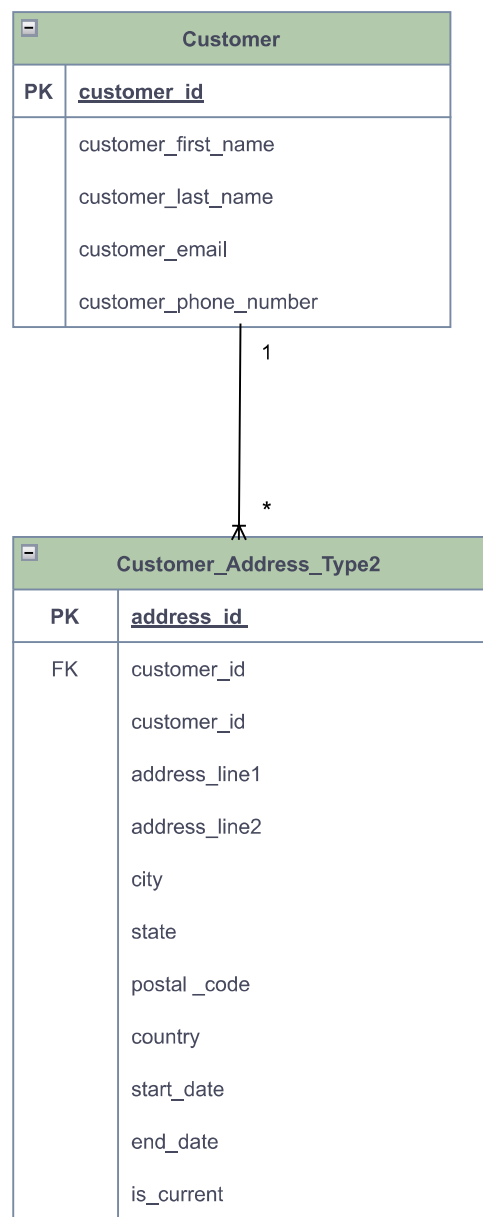 Customer
PK customer_id
customer_first_name
customer_last_name
customer_email
customer_phone_number
1
*
Customer_Address_Type2
PK address_id
FK customer_id
customer_id
address_line1
address_line2
city
state
postal _code
country
start_date
end_date
is_current